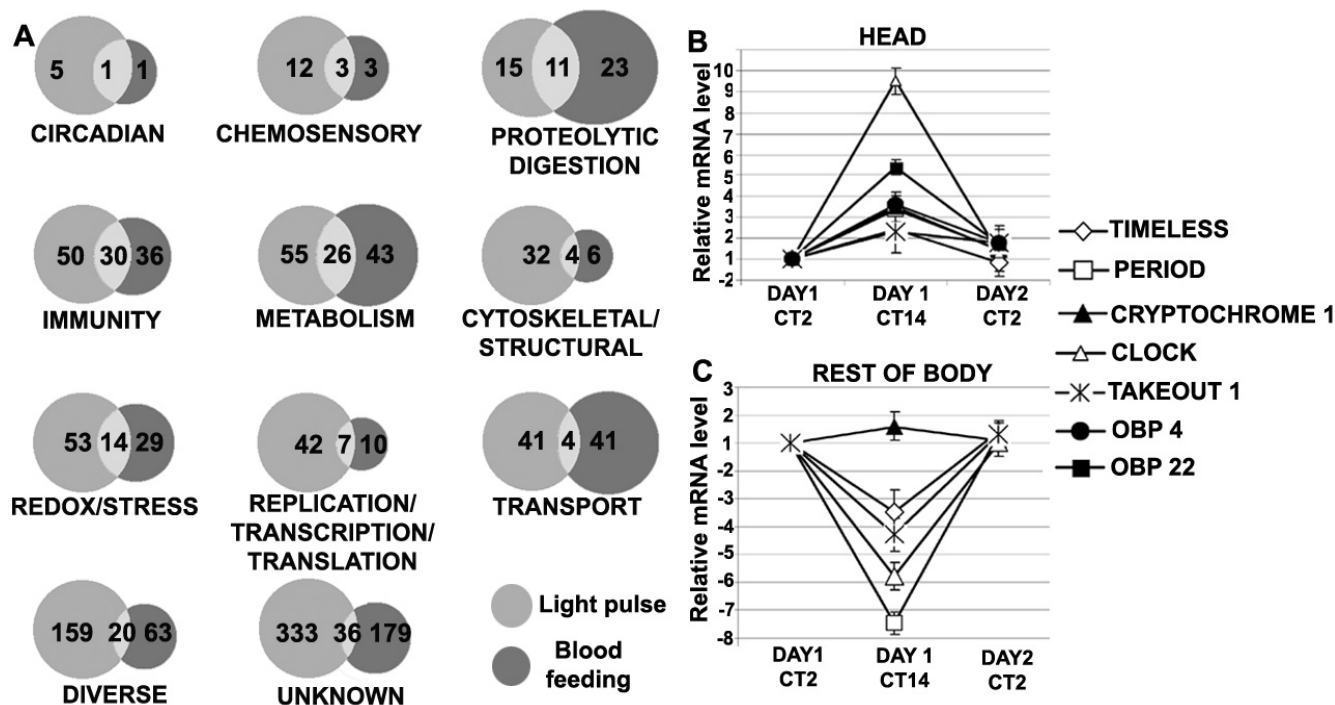 A
5 1 1
CIRCADIAN
12 3 3
CHEMOSENSORY
15 11 23
PROTEOLYTIC
DIGESTION
50 30 36
IMMUNITY
55 26 43
METABOLISM
32 4 6
CYTOSKELETAL/
STRUCTURAL
53 14 29
REDOX/STRESS
42 7 10
REPLICATION/
TRANSCRIPTION/
TRANSLATION
41 4 41
TRANSPORT
159 20 63
DIVERSE
333 36 179
UNKNOWN
Light pulse
Blood
feeding
B
HEAD
Relative mRNA level
10
9
8
7
6
5
4
3
2
1
-2
DAY1
CT2
DAY 1
CT14
DAY2
CT2
C
REST OF BODY
Relative mRNA level
3
2
1
-2
-3
-4
-5
-6
-7
-8
DAY1
CT2
DAY 1
CT14
DAY2
CT2
TIMELESS
PERIOD
CRYPTOCHROME 1
CLOCK
TAKEOUT 1
OBP 4
OBP 22